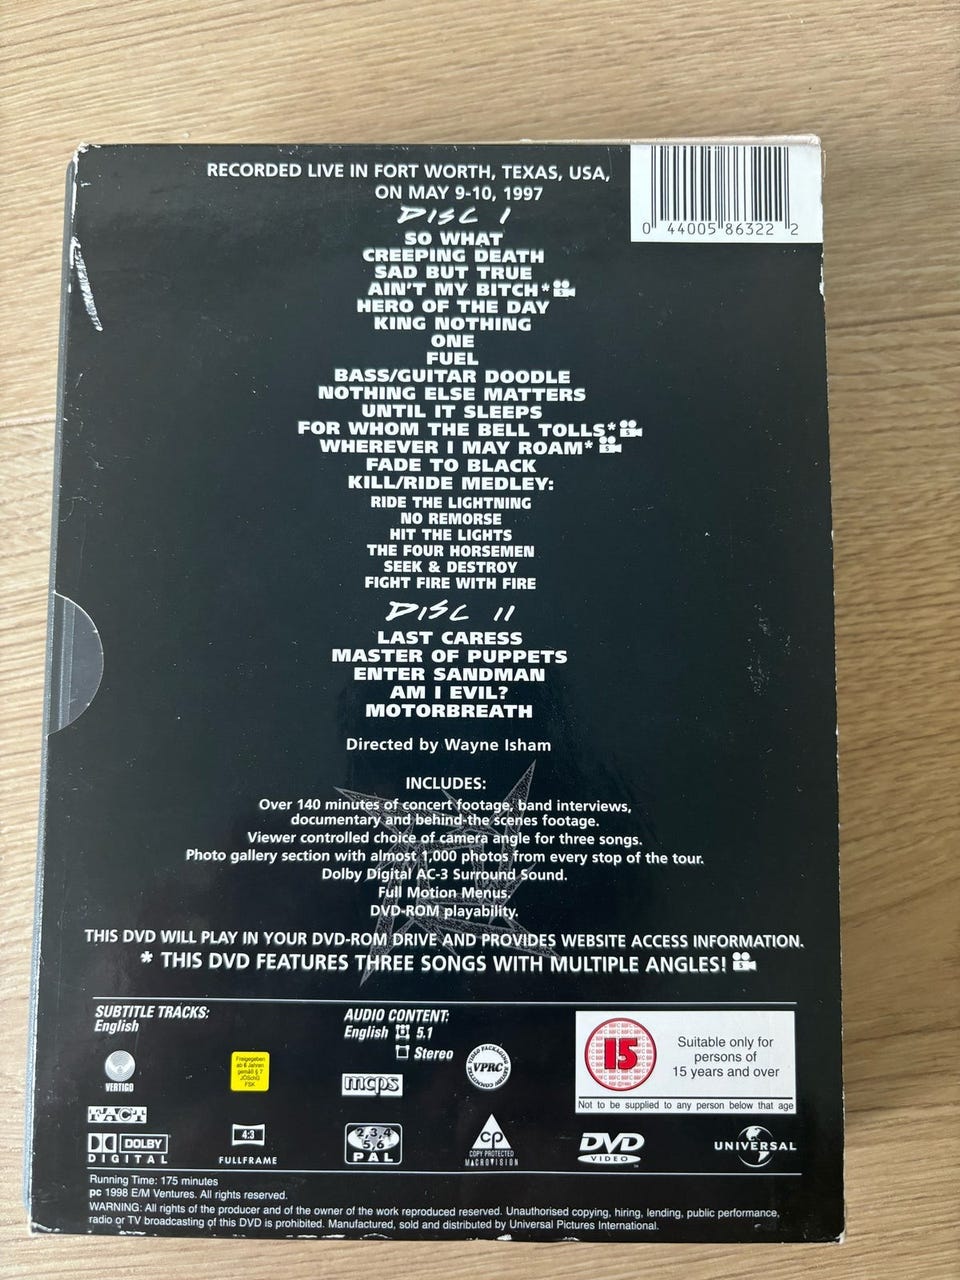 RECORDED LIVE IN FORT WORTH, TEXAS, USA,
ON MAY 9-10, 1997
0 44005 86322 2
DISC I
SO WHAT
CREEPING DEATH
SAD BUT TRUE
AIN'T MY BITCH*
HERO OF THE DAY
KING NOTHING
ONE
FUEL
BASS/GUITAR DOODLE
NOTHING ELSE MATTERS
UNTIL IT SLEEPS
FOR WHOM THE BELL TOLLS*
WHEREVER I MAY ROAM*
FADE TO BLACK
KILL/RIDE MEDLEY:
RIDE THE LIGHTNING
NO REMORSE
HIT THE LIGHTS
THE FOUR HORSEMEN
SEEK & DESTROY
FIGHT FIRE WITH FIRE
DISC II
LAST CARESS
MASTER OF PUPPETS
ENTER SANDMAN
AM I EVIL?
MOTORBREATH
Directed by Wayne Isham
INCLUDES:
Over 140 minutes of concert footage, band interviews,
documentary and behind-the scenes footage.
Viewer controlled choice of camera angle for three songs.
Photo gallery section with almost 1,000 photos from every stop of the tour.
Dolby Digital AC-3 Surround Sound.
Full Motion Menus.
DVD-ROM playability.
THIS DVD WILL PLAY IN YOUR DVD-ROM DRIVE AND PROVIDES WEBSITE ACCESS INFORMATION.
* THIS DVD FEATURES THREE SONGS WITH MULTIPLE ANGLES!
SUBTITLE TRACKS:
English
AUDIO CONTENT:
English 5.1
Stereo
VERTIGO
Freigegeben
ab 6 Jahren
gemäß § 7
JÖSchG
FSK
mcps
VIDEO PACKAGING
VPRC
15
Suitable only for
persons of
15 years and over
Not to be supplied to any person below that age
FACT
DOLBY
DIGITAL
4:3
FULLFRAME
2,3,4
5,6
PAL
CP
COPY PROTECTED
MACROVISION
DVD
VIDEO
UNIVERSAL
Running Time: 175 minutes
pc 1998 E/M Ventures. All rights reserved.
WARNING: All rights of the producer and of the owner of the work reproduced reserved. Unauthorised copying, hiring, lending, public performance,
radio or TV broadcasting of this DVD is prohibited. Manufactured, sold and distributed by Universal Pictures International.